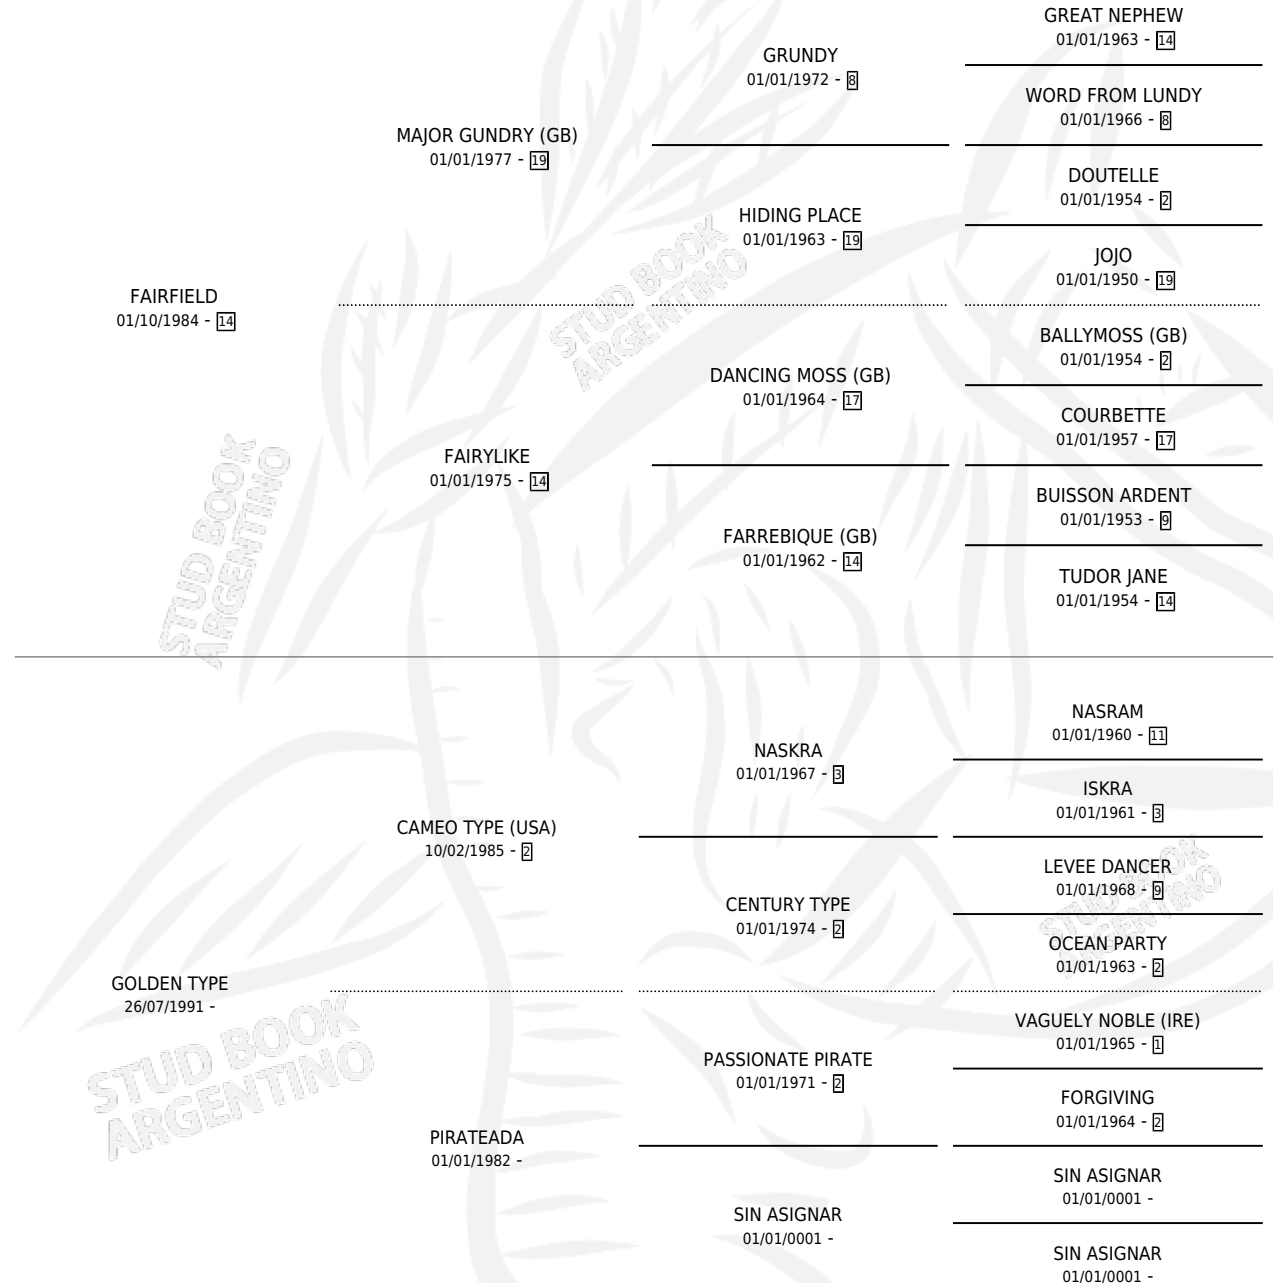 GREAT NEPHEW
01/01/1963 - 14
GRUNDY
01/01/1972 - 8
WORD FROM LUNDY
01/01/1966 - 8
MAJOR GUNDRY (GB)
01/01/1977 - 19
DOUTELLE
01/01/1954 - 2
HIDING PLACE
01/01/1963 - 19
JOJO
01/01/1950 - 19
FAIRFIELD
01/10/1984 - 14
STUD BOOK
ARGENTINO
BALLYMOSS (GB)
01/01/1954 - 2
DANCING MOSS (GB)
01/01/1964 - 17
COURBETTE
01/01/1957 - 17
FAIRYLIKE
01/01/1975 - 14
BUISSON ARDENT
01/01/1953 - 9
FARREBIQUE (GB)
01/01/1962 - 14
TUDOR JANE
01/01/1954 - 14
STUD BOOK
ARGENTINO
NASRAM
01/01/1960 - 11
NASKRA
01/01/1967 - 3
ISKRA
01/01/1961 - 3
CAMEO TYPE (USA)
10/02/1985 - 2
LEVEE DANCER
01/01/1968 - 9
CENTURY TYPE
01/01/1974 - 2
OCEAN PARTY
01/01/1963 - 2
STUD BOOK
ARGENTINO
GOLDEN TYPE
26/07/1991 -
VAGUELY NOBLE (IRE)
01/01/1965 - 1
PASSIONATE PIRATE
01/01/1971 - 2
FORGIVING
01/01/1964 - 2
STUD BOOK
ARGENTINO
PIRATEADA
01/01/1982 -
SIN ASIGNAR
01/01/0001 -
SIN ASIGNAR
01/01/0001 -
SIN ASIGNAR
01/01/0001 -